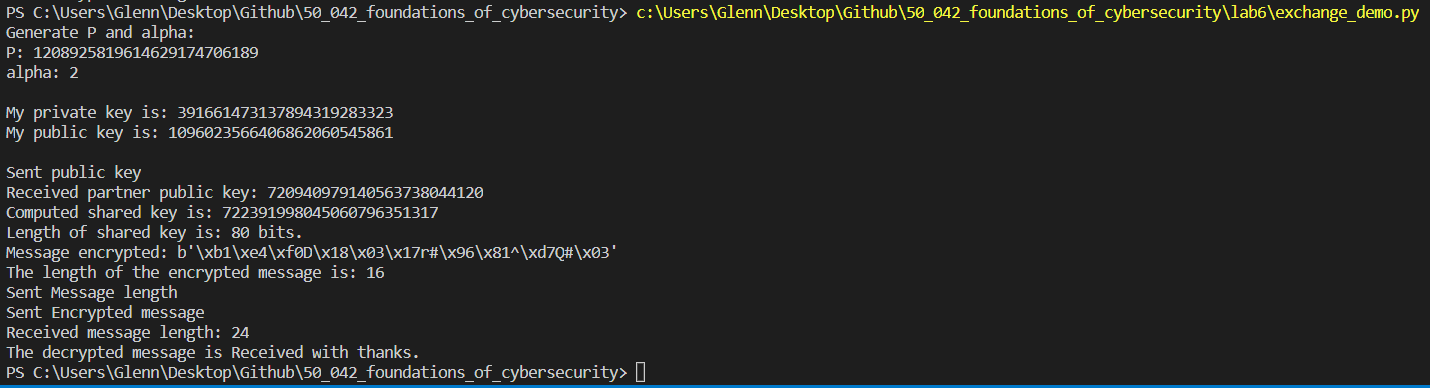 PS C:\Users\Glenn\Desktop\Github\50_042_foundations_of_cybersecurity> c:\Users\Glenn\Desktop\Github\50_042_foundations_of_cybersecurity\lab6\exchange_demo.py
Generate P and alpha:
P: 1208925819614629174706189
alpha: 2
My private key is: 391661473137894319283323
My public key is: 1096023566406862060545861
Sent public key
Received partner public key: 720940979140563738044120
Computed shared key is: 722391998045060796351317
Length of shared key is: 80 bits.
Message encrypted: b'\xb1\xe4\xf0D\x18\x03\x17r#\x96\x81^\xd7Q#\x03'
The length of the encrypted message is: 16
Sent Message length
Sent Encrypted message
Received message length: 24
The decrypted message is Received with thanks.
PS C:\Users\Glenn\Desktop\Github\50_042_foundations_of_cybersecurity>